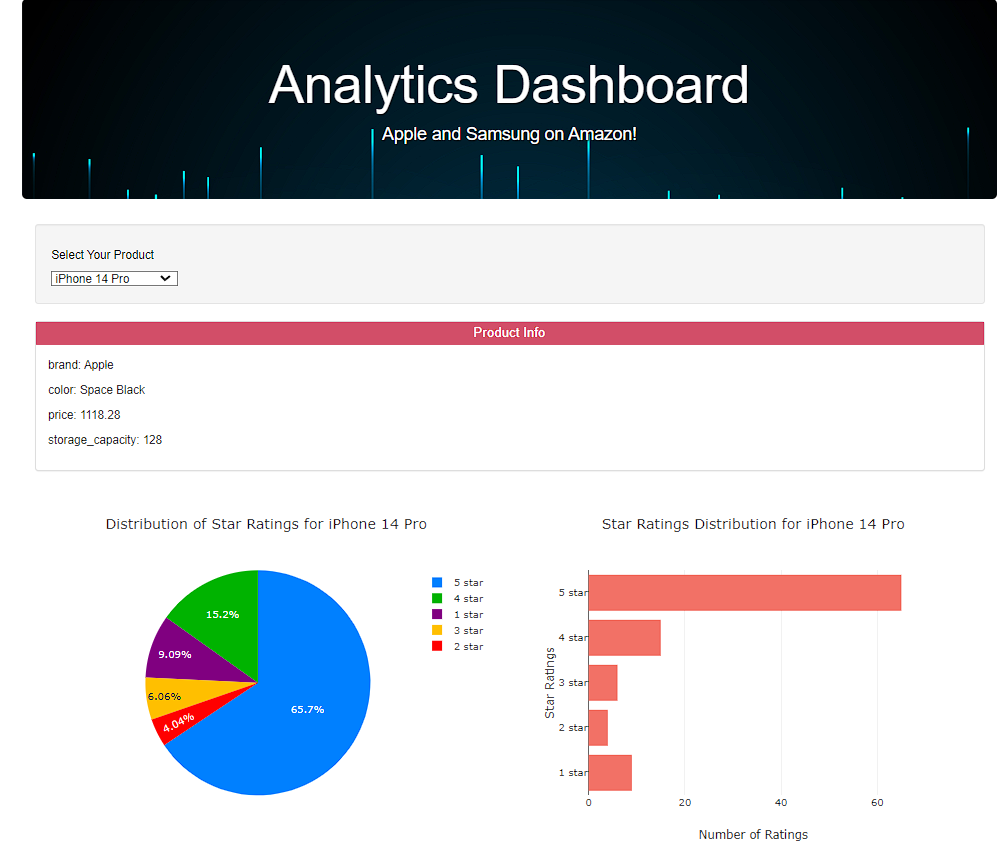 Analytics Dashboard
Apple and Samsung on Amazon!
Select Your Product
iPhone 14 Pro
Product Info
brand: Apple
color: Space Black
price: 1118.28
storage_capacity: 128
Distribution of Star Ratings for iPhone 14 Pro
15.2%
9.09%
6.06%
4.04%
65.7%
5 star
4 star
1 star
3 star
2 star
Star Ratings Distribution for iPhone 14 Pro
Star Ratings
5 star
4 star
3 star
2 star
1 star
0 20 40 60
Number of Ratings